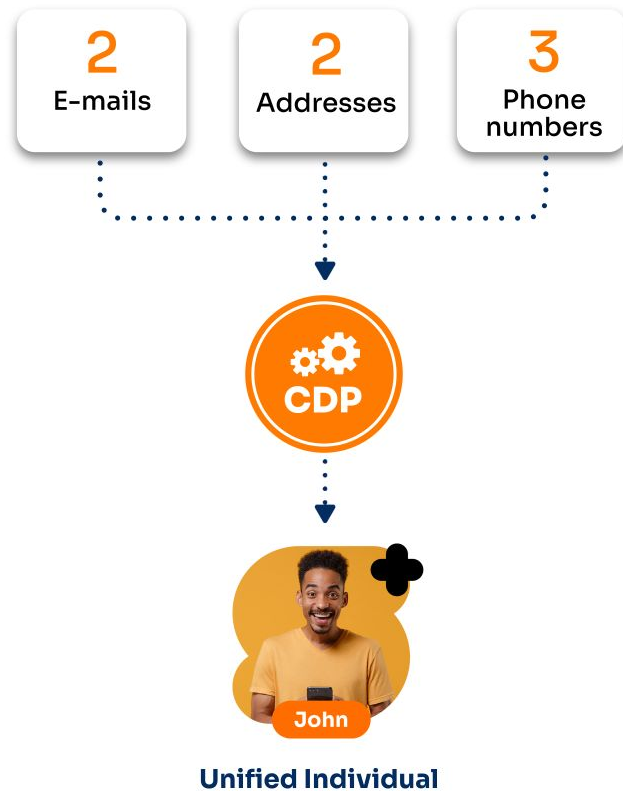 2
E-mails
2
Addresses
3
Phone
numbers
CDP
John
Unified Individual